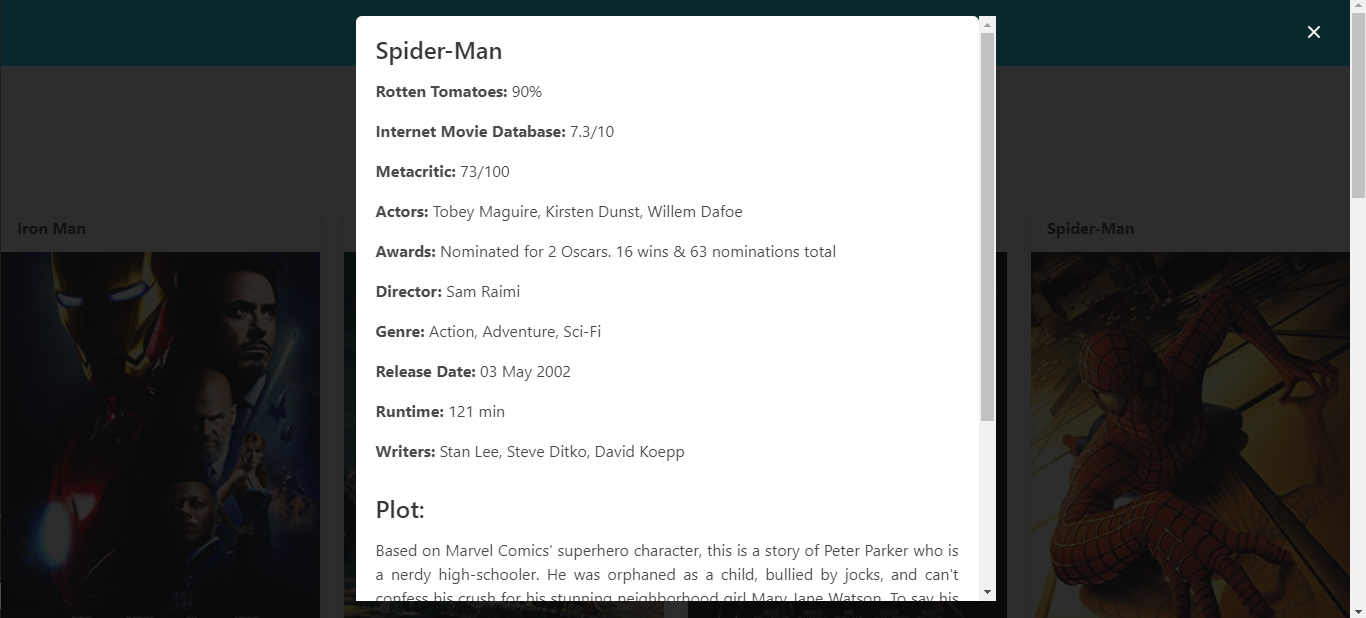 Spider-Man
Rotten Tomatoes: 90%
Internet Movie Database: 7.3/10
Metacritic: 73/100
Actors: Tobey Maguire, Kirsten Dunst, Willem Dafoe
Awards: Nominated for 2 Oscars. 16 wins & 63 nominations total
Director: Sam Raimi
Genre: Action, Adventure, Sci-Fi
Release Date: 03 May 2002
Runtime: 121 min
Writers: Stan Lee, Steve Ditko, David Koepp
Plot:
Based on Marvel Comics' superhero character, this is a story of Peter Parker who is
a nerdy high-schooler. He was orphaned as a child, bullied by jocks, and can't
confess his crush for his stunning neighborhood girl Mary Jane Watson. To say his
Iron Man
Spider-Man